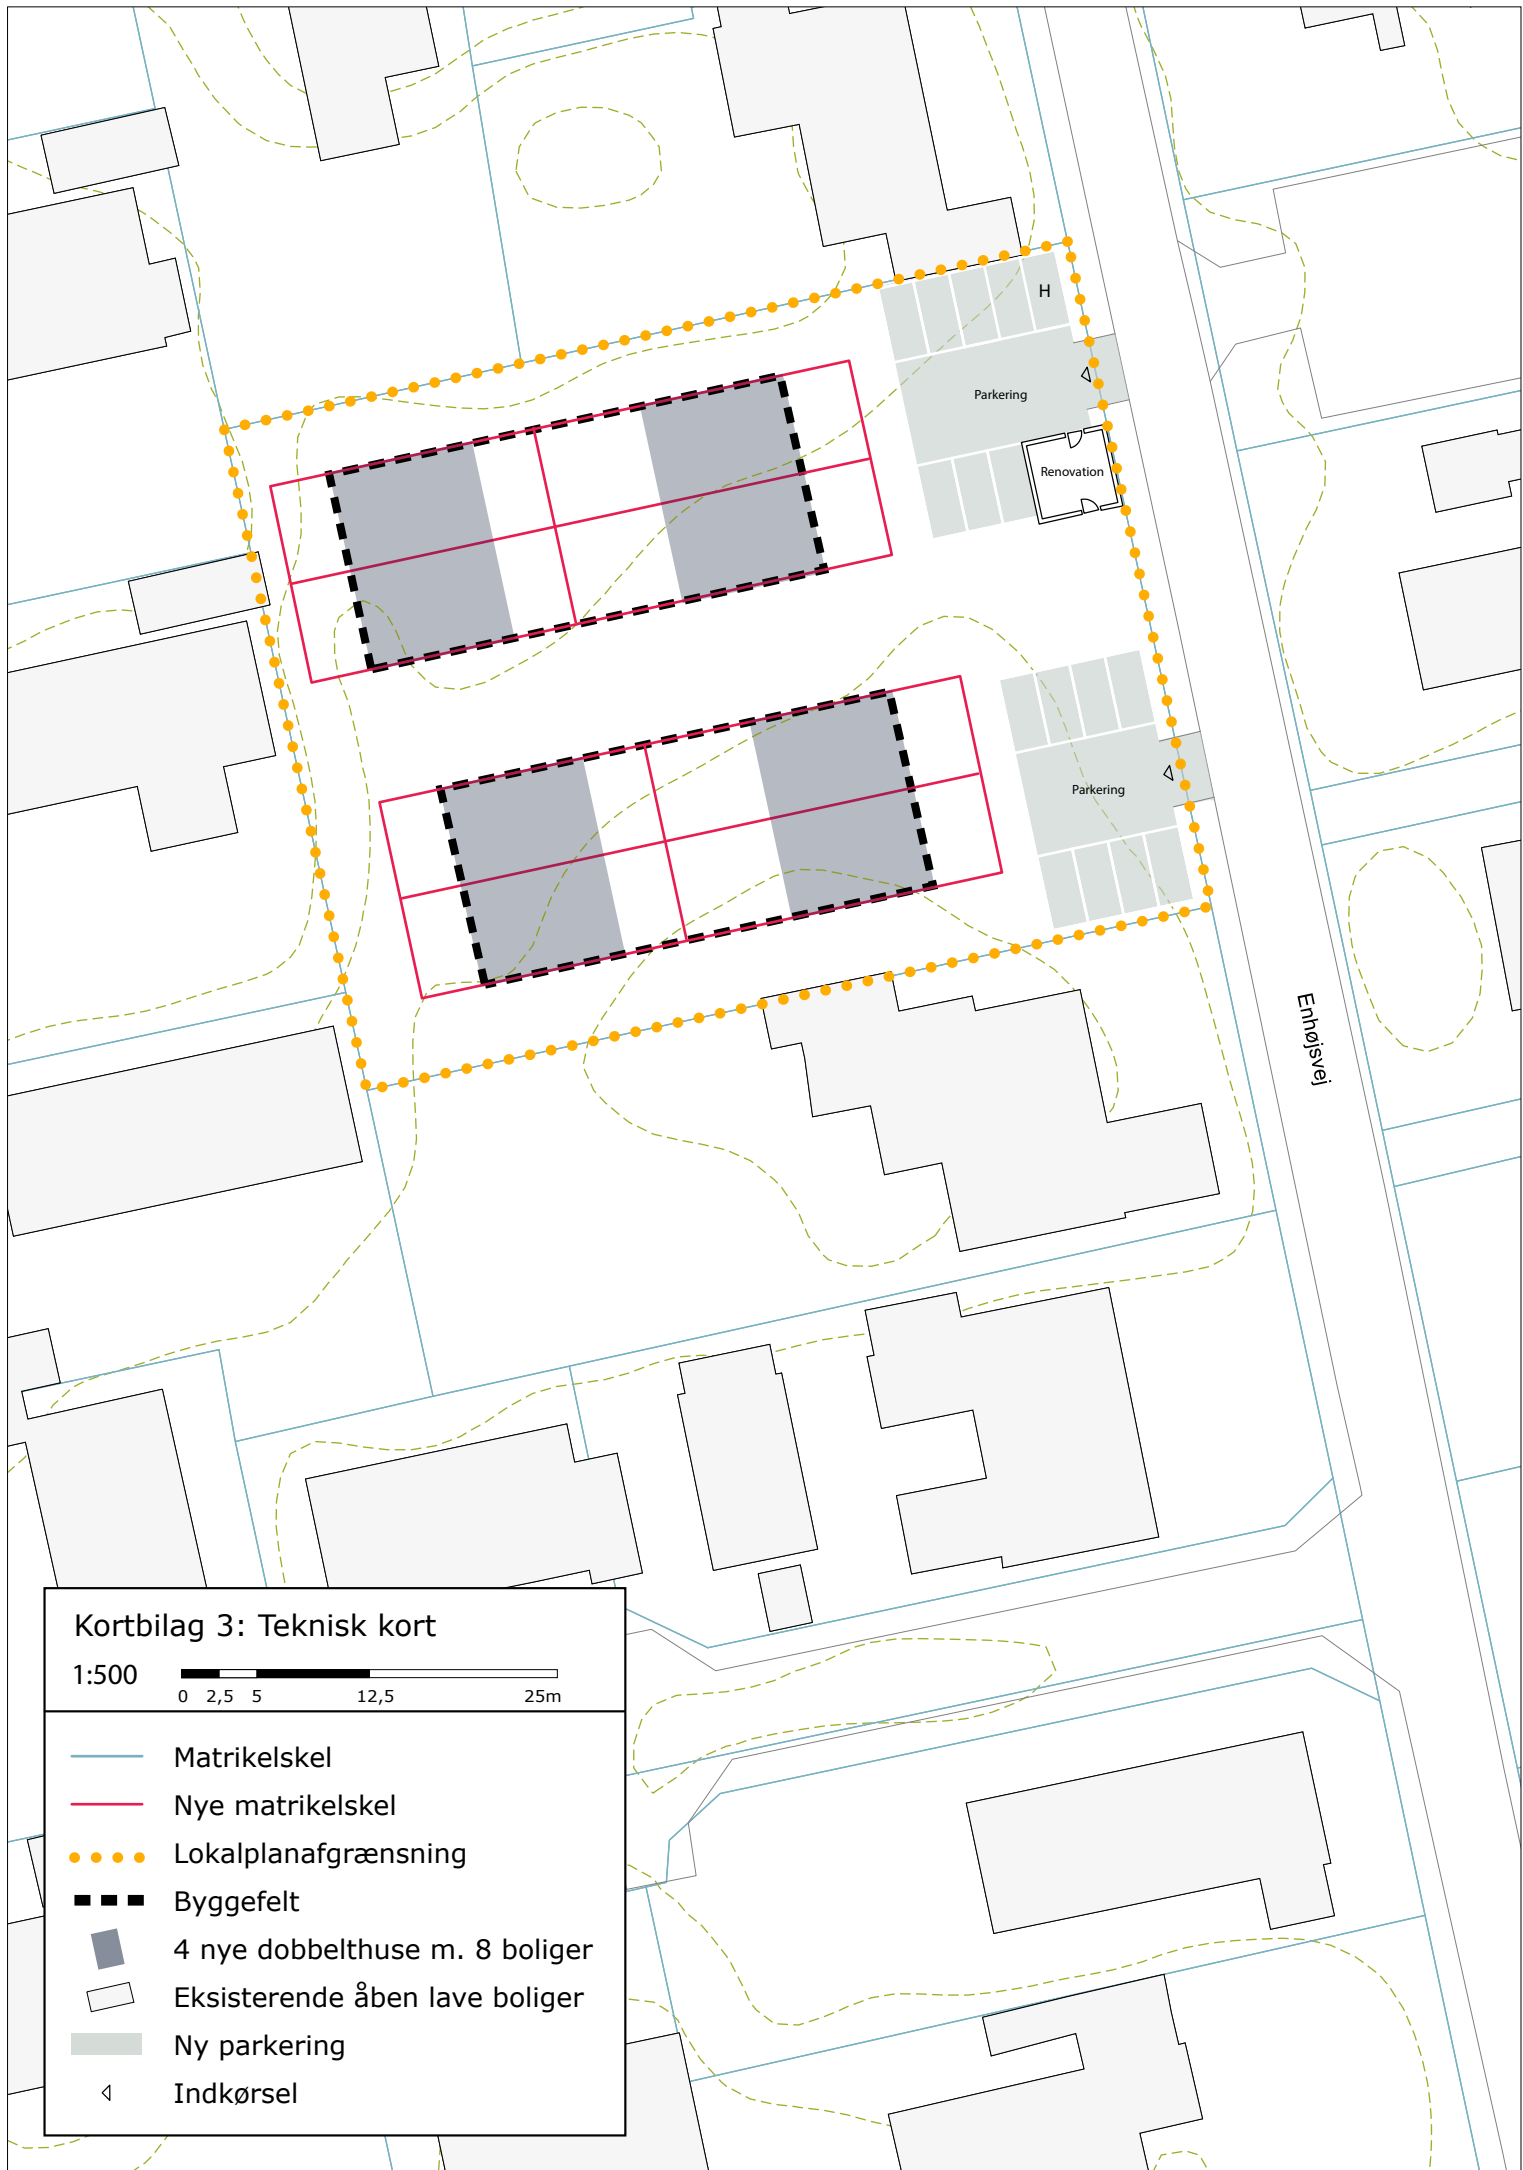 H
Parkering
Renovation
Parkering
Enhøjsvej
Kortbilag 3: Teknisk kort
1:500
0 2,5 5 12,5 25m
Matrikelskel
Nye matrikelskel
Lokalplanafgrænsning
Byggefelt
4 nye dobbelthuse m. 8 boliger
Eksisterende åben lave boliger
Ny parkering
Indkørsel